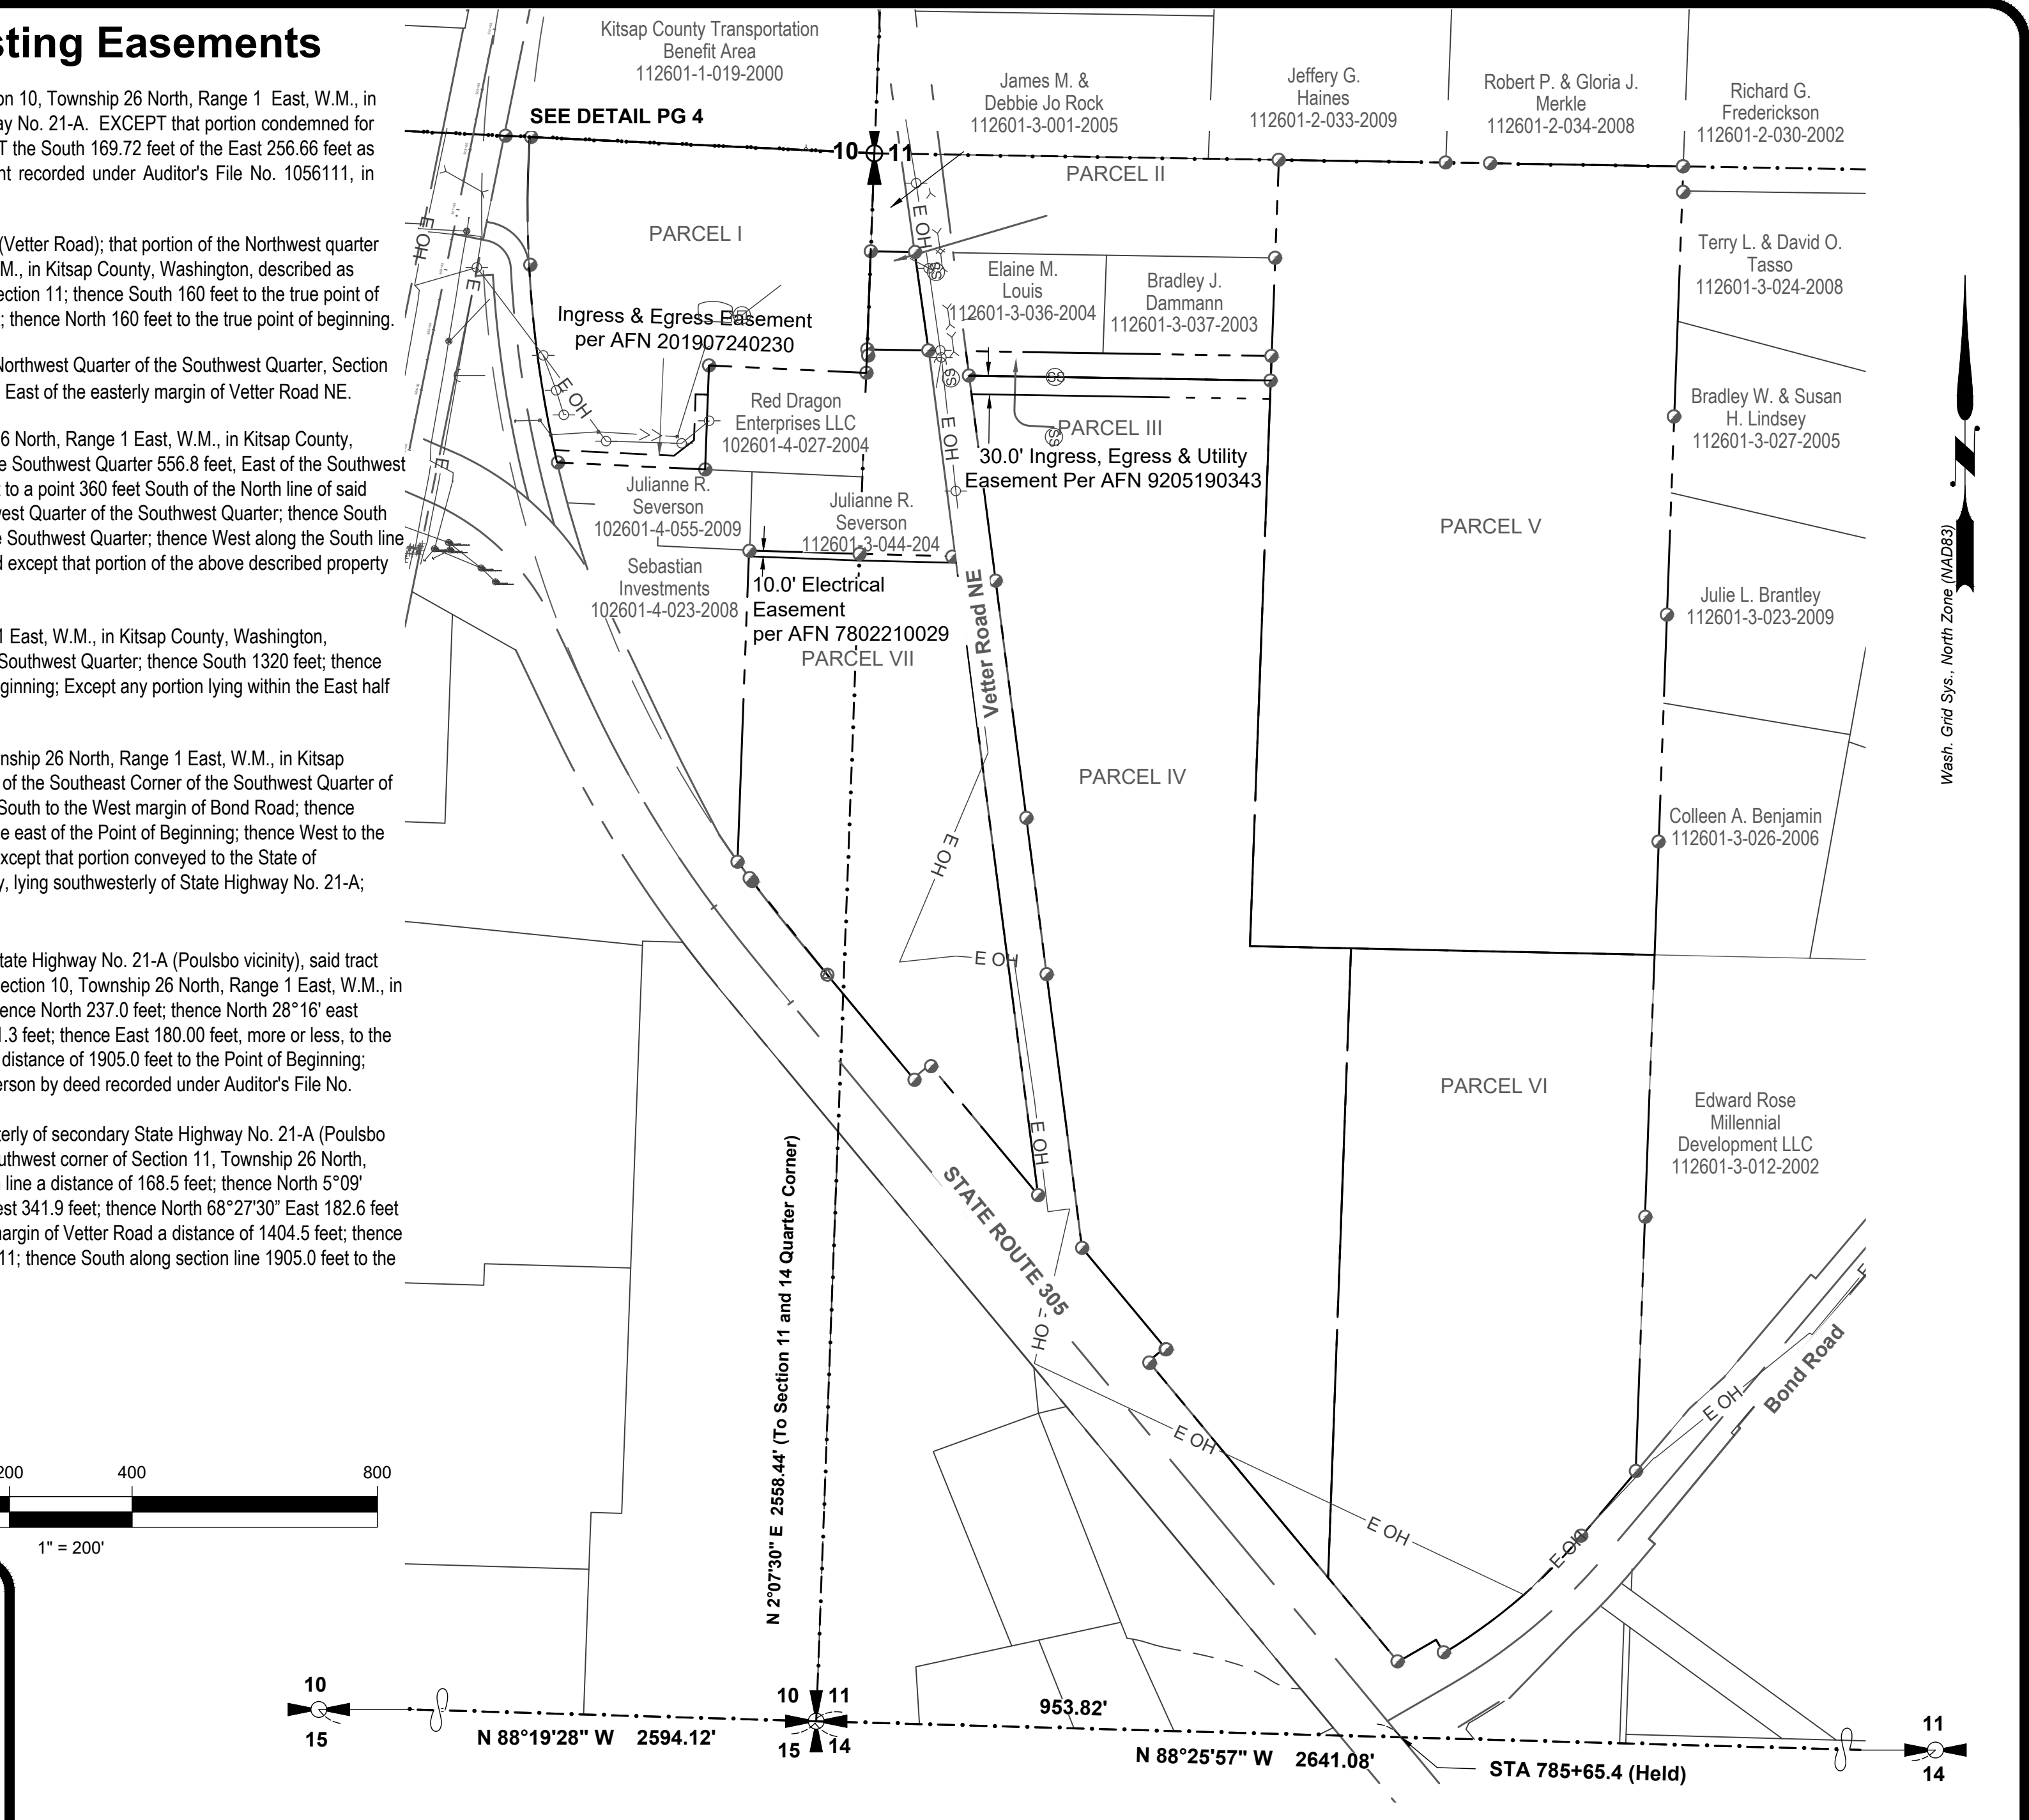 sting Easements
on 10, Township 26 North, Range 1 East, W.M., in
ay No. 21-A. EXCEPT that portion condemned for
T the South 169.72 feet of the East 256.66 feet as
nt recorded under Auditor's File No. 1056111, in
(Vetter Road); that portion of the Northwest quarter
M., in Kitsap County, Washington, described as
ection 11; thence South 160 feet to the true point of
; thence North 160 feet to the true point of beginning.
Northwest Quarter of the Southwest Quarter, Section
East of the easterly margin of Vetter Road NE.
6 North, Range 1 East, W.M., in Kitsap County,
e Southwest Quarter 556.8 feet, East of the Southwest
t to a point 360 feet South of the North line of said
vest Quarter of the Southwest Quarter; thence South
e Southwest Quarter; thence West along the South line
d except that portion of the above described property
1 East, W.M., in Kitsap County, Washington,
Southwest Quarter; thence South 1320 feet; thence
ginning; Except any portion lying within the East half
nship 26 North, Range 1 East, W.M., in Kitsap
of the Southeast Corner of the Southwest Quarter of
South to the West margin of Bond Road; thence
e east of the Point of Beginning; thence West to the
xcept that portion conveyed to the State of
y, lying southwesterly of State Highway No. 21-A;
tate Highway No. 21-A (Poulsbo vicinity), said tract
ection 10, Township 26 North, Range 1 East, W.M., in
ence North 237.0 feet; thence North 28°16' east
1.3 feet; thence East 180.00 feet, more or less, to the
distance of 1905.0 feet to the Point of Beginning;
erson by deed recorded under Auditor's File No.
terly of secondary State Highway No. 21-A (Poulsbo
uthwest corner of Section 11, Township 26 North,
line a distance of 168.5 feet; thence North 5°09'
est 341.9 feet; thence North 68°27'30” East 182.6 feet
margin of Vetter Road a distance of 1404.5 feet; thence
11; thence South along section line 1905.0 feet to the
200 400 800
1" = 200'
Kitsap County Transportation
Benefit Area
112601-1-019-2000
SEE DETAIL PG 4
10 11
James M. &
Debbie Jo Rock
112601-3-001-2005
Jeffery G.
Haines
112601-2-033-2009
Robert P. & Gloria J.
Merkle
112601-2-034-2008
Richard G.
Frederickson
112601-2-030-2002
PARCEL I
PARCEL II
Elaine M.
Louis
112601-3-036-2004
Bradley J.
Dammann
112601-3-037-2003
Terry L. & David O.
Tasso
112601-3-024-2008
Ingress & Egress Easement
per AFN 201907240230
Red Dragon
Enterprises LLC
102601-4-027-2004
PARCEL III
30.0' Ingress, Egress & Utility
Easement Per AFN 9205190343
Bradley W. & Susan
H. Lindsey
112601-3-027-2005
Julianne R.
Severson
102601-4-055-2009
Julianne R.
Severson
112601-3-044-204
PARCEL V
Sebastian
Investments
102601-4-023-2008
10.0' Electrical
Easement
per AFN 7802210029
PARCEL VII
Vetter Road NE
Julie L. Brantley
112601-3-023-2009
Wash. Grid Sys., North Zone (NAD83)
N
PARCEL IV
Colleen A. Benjamin
112601-3-026-2006
PARCEL VI
Edward Rose
Millennial
Development LLC
112601-3-012-2002
STATE ROUTE 305
Bond Road
N 2°07'30" E 2558.44' (To Section 11 and 14 Quarter Corner)
E OH
E
E OH
E
E OH
E OH
E OH
E OH
E OH
E OH
OH
E OH
E OH
E OH
E OH
E
SS
SS
SS
SS
10
15
10 11
15 14
953.82'
N 88°19'28" W 2594.12'
N 88°25'57" W 2641.08'
STA 785+65.4 (Held)
11
14